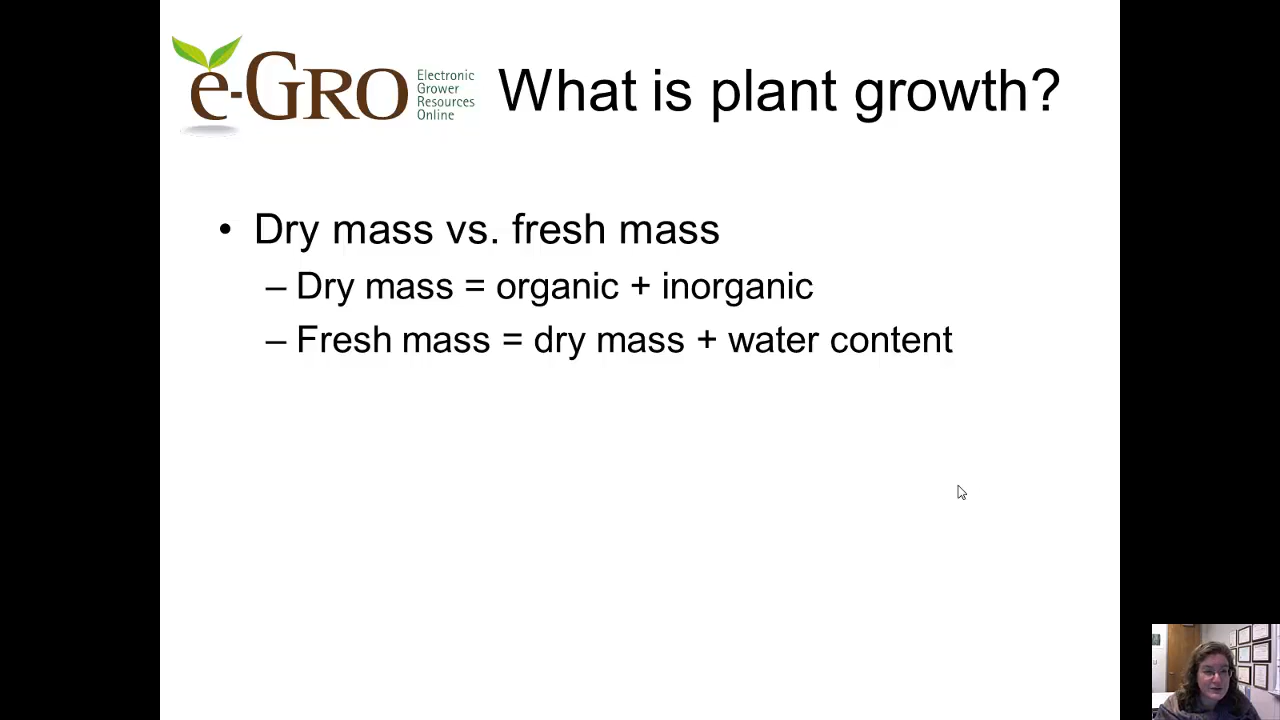 e-GRO
Electronic
Grower
Resources
Online
What is plant growth?
• Dry mass vs. fresh mass
– Dry mass = organic + inorganic
– Fresh mass = dry mass + water content